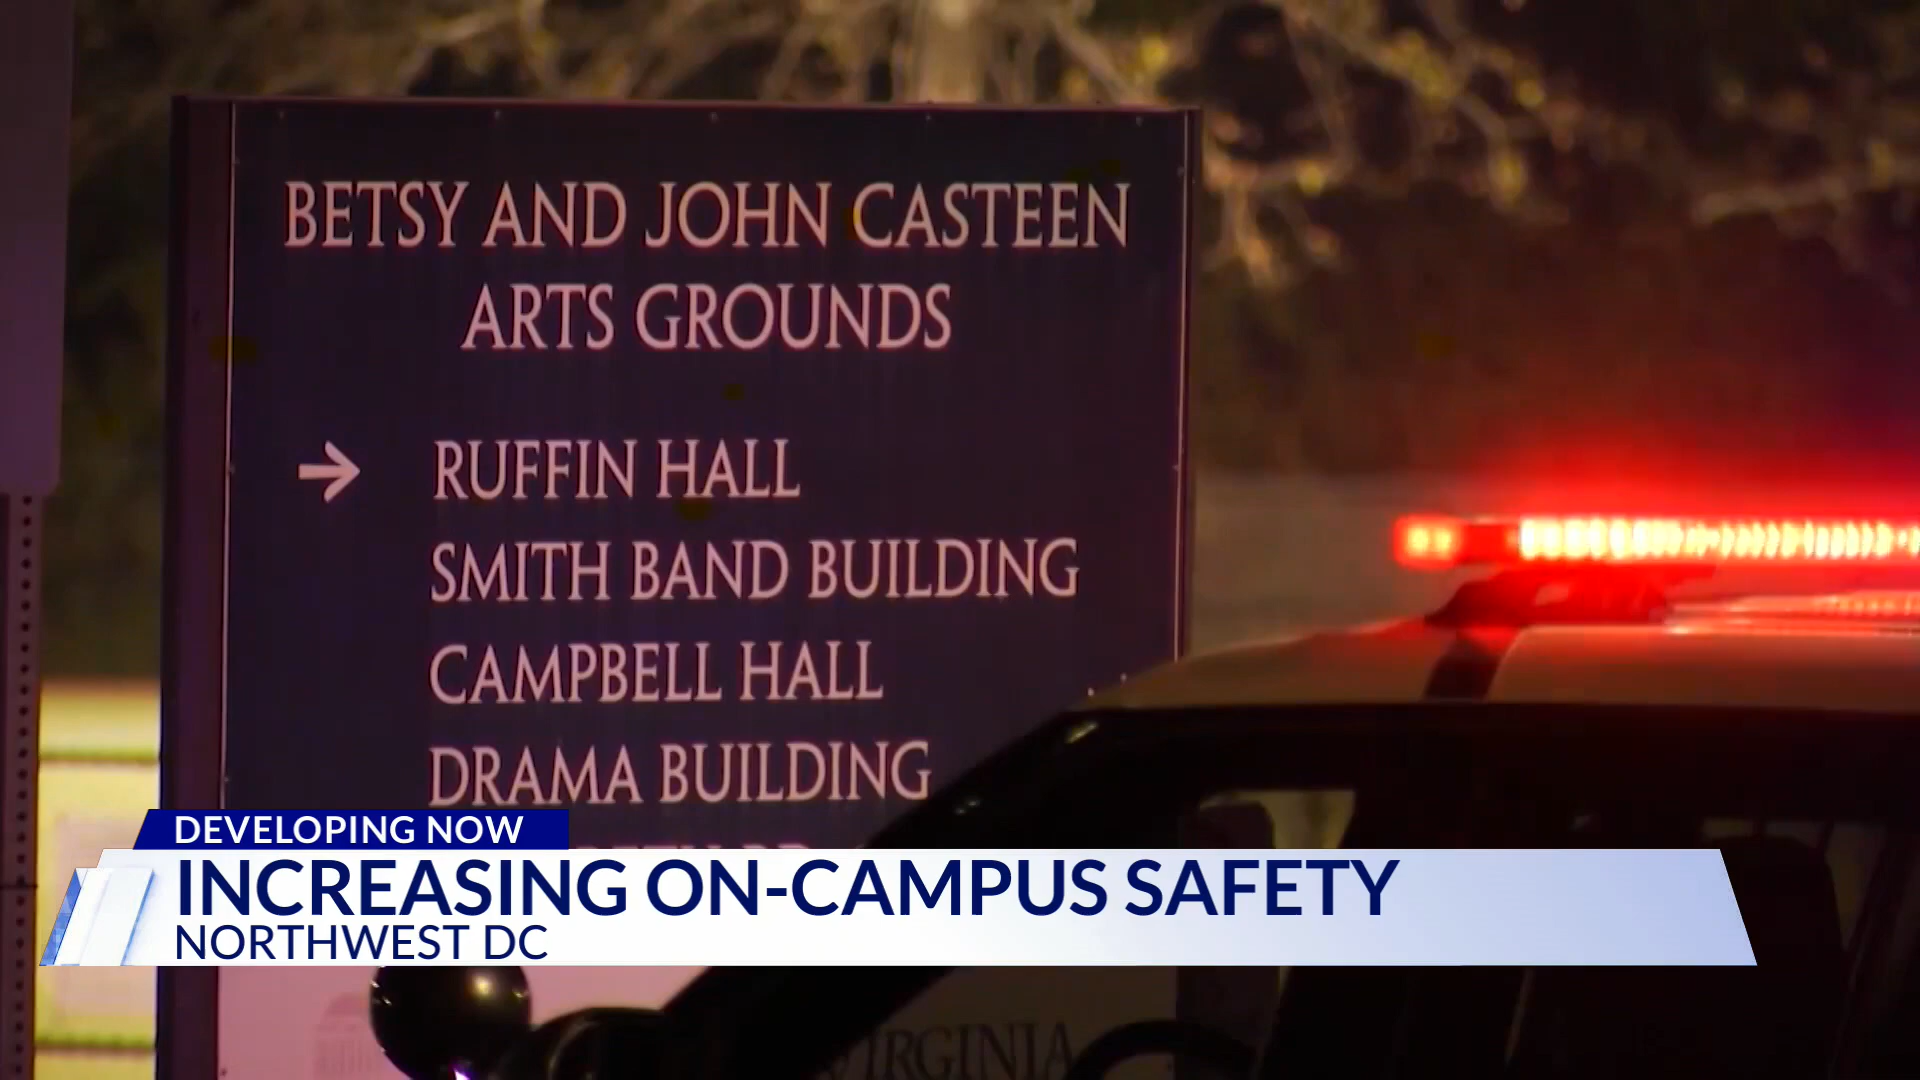 BETSY AND JOHN CASTEEN
ARTS GROUNDS
→ RUFFIN HALL
SMITH BAND BUILDING
CAMPBELL HALL
DRAMA BUILDING
DEVELOPING NOW
INCREASING ON-CAMPUS SAFETY
NORTHWEST DC
VIRGINIA